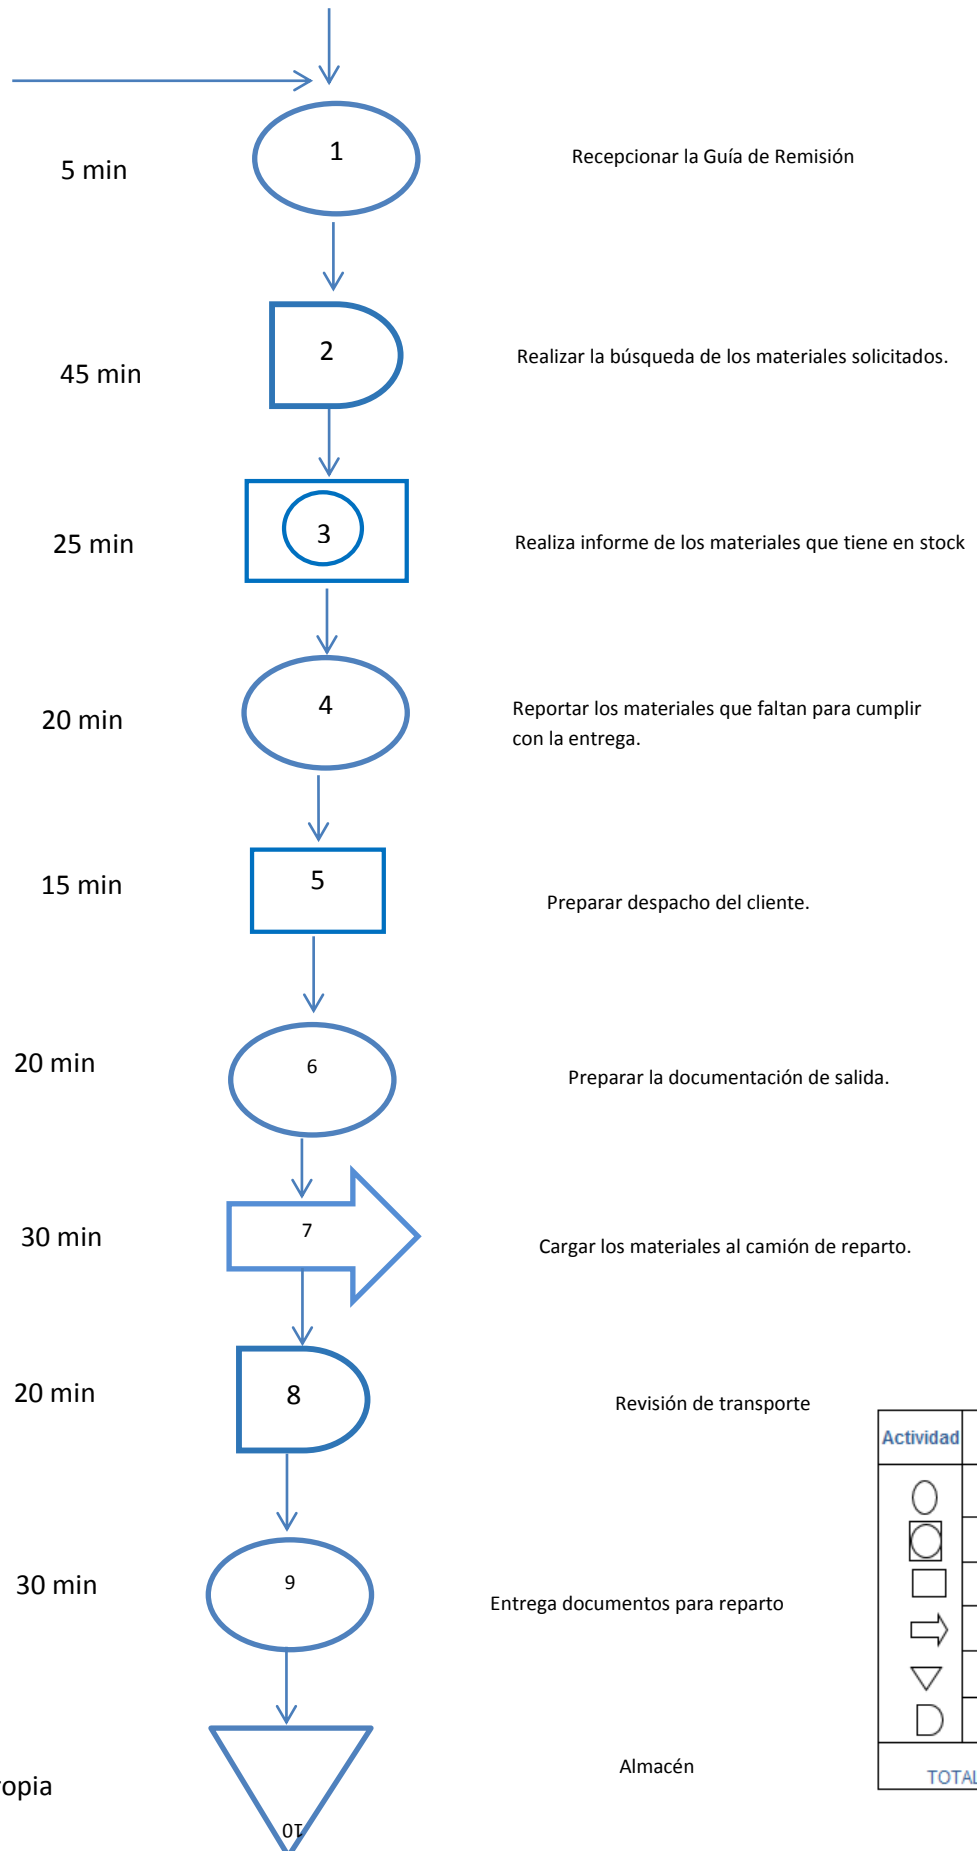 1
5 min
Recepcionar la Guía de Remisión
2
45 min
Realizar la búsqueda de los materiales solicitados.
3
25 min
Realiza informe de los materiales que tiene en stock
4
20 min
Reportar los materiales que faltan para cumplir
con la entrega.
5
15 min
Preparar despacho del cliente.
6
20 min
Preparar la documentación de salida.
7
30 min
Cargar los materiales al camión de reparto.
8
20 min
Revisión de transporte
9
30 min
Entrega documentos para reparto
10
Almacén
ropia
Actividad
TOTAL